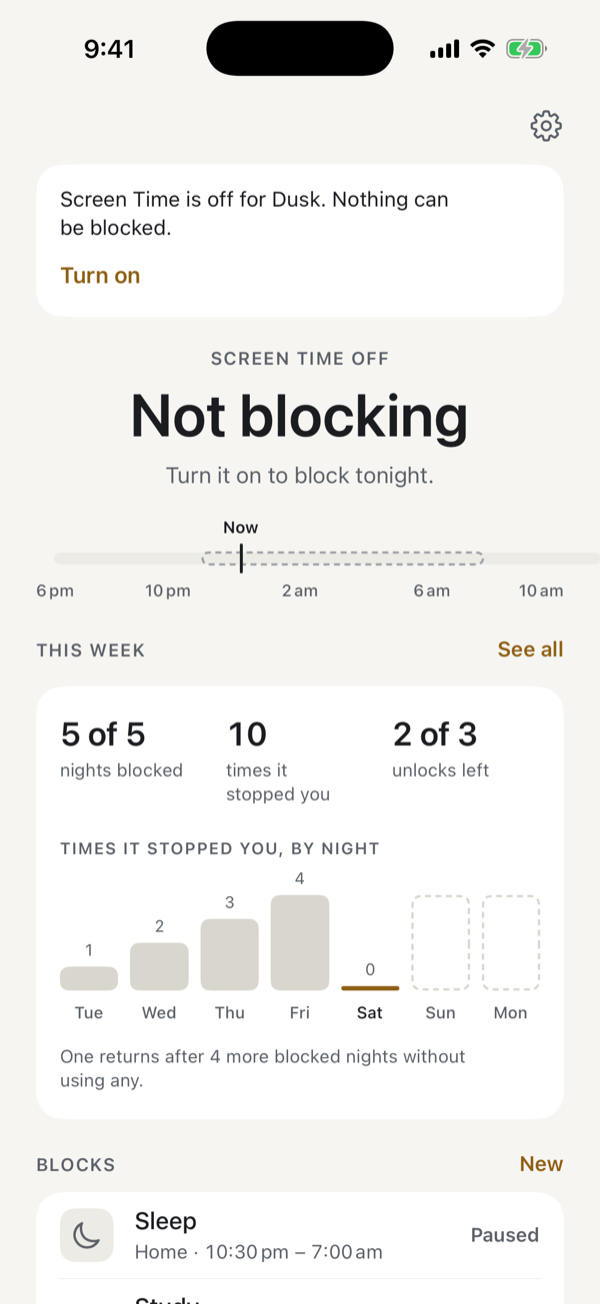 9:41
Screen Time is off for Dusk. Nothing can
be blocked.
Turn on
SCREEN TIME OFF
Not blocking
Turn it on to block tonight.
Now
6 pm 10 pm 2 am 6 am 10 am
THIS WEEK See all
5 of 5 10 2 of 3
nights blocked times it unlocks left
stopped you
TIMES IT STOPPED YOU, BY NIGHT
1 2 3 4 0
Tue Wed Thu Fri Sat Sun Mon
One returns after 4 more blocked nights without
using any.
BLOCKS New
Sleep
Home · 10:30 pm – 7:00 am Paused